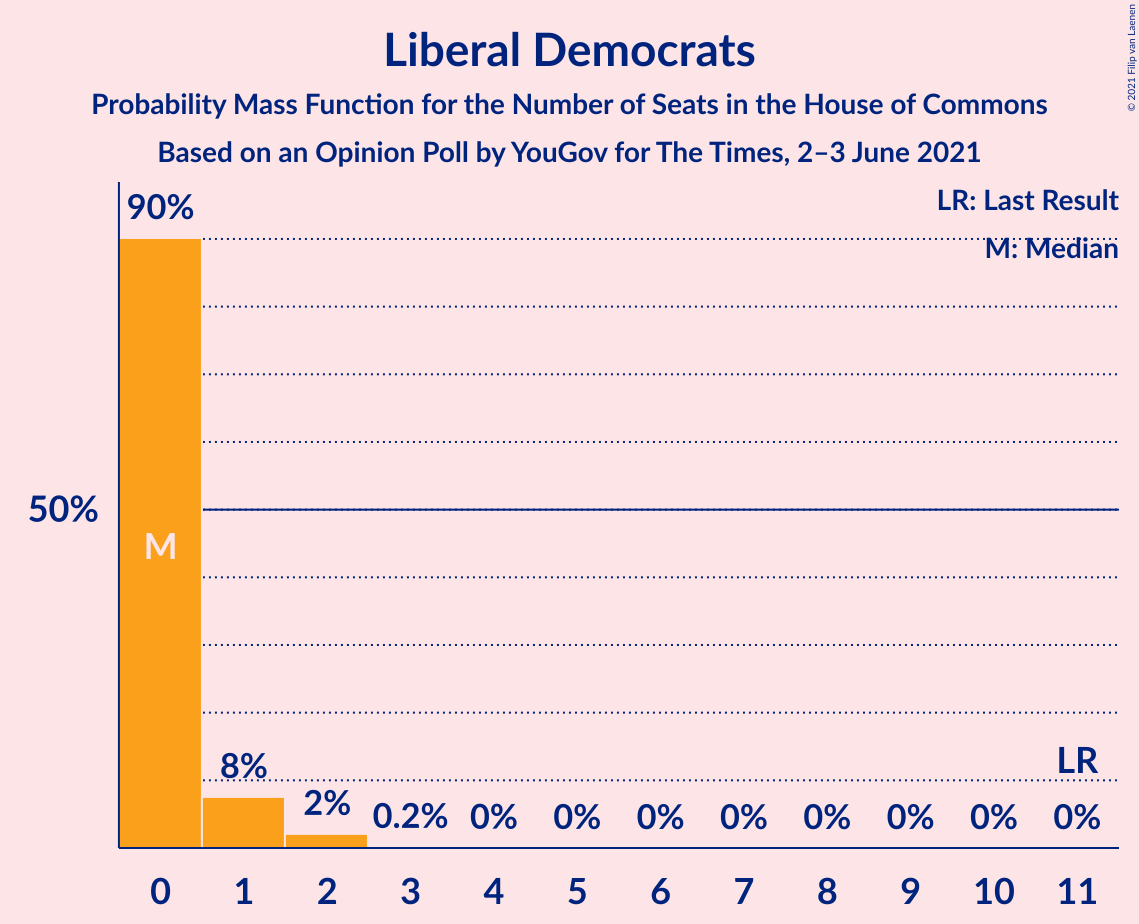 Liberal Democrats
Probability Mass Function for the Number of Seats in the House of Commons
Based on an Opinion Poll by YouGov for The Times, 2–3 June 2021
© 2021 Filip van Laenen
LR: Last Result
M: Median
90%
50%
M
8%
2%
0.2%
0%
0%
0%
0%
0%
0%
0%
LR
0%
0 1 2 3 4 5 6 7 8 9 10 11